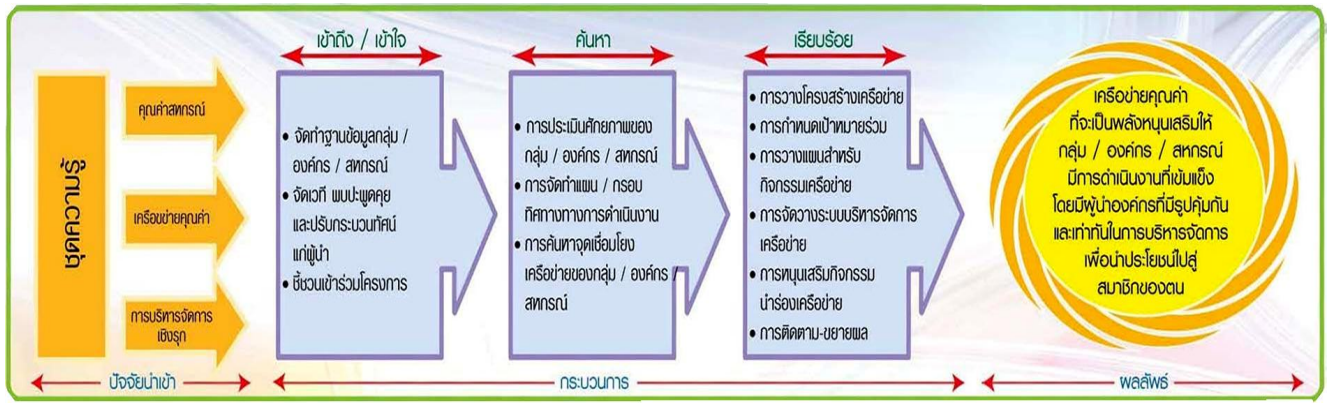 ชุดความรู้
คุณค่าสหกรณ์
เครือข่ายคุณค่า
การบริหารจัดการ
เชิงรุก
เข้าถึง / เข้าใจ
• จัดทำฐานข้อมูลกลุ่ม /
องค์กร / สหกรณ์
• จัดเวที พบปะพูดคุย
และปรับกระบวนทัศน์
แก่ผู้นำ
• ชี้ชวนเข้าร่วมโครงการ
ค้นหา
• การประเมินศักยภาพของ
กลุ่ม / องค์กร / สหกรณ์
• การจัดทำแผน / กรอบ
ทิศทางทางการดำเนินงาน
• การค้นหาจุดเชื่อมโยง
เครือข่ายของกลุ่ม / องค์กร /
สหกรณ์
เรียบร้อย
• การวางโครงสร้างเครือข่าย
• การกำหนดเป้าหมายร่วม
• การวางแผนสำหรับ
กิจกรรมเครือข่าย
• การจัดวางระบบบริหารจัดการ
เครือข่าย
• การหนุนเสริมกิจกรรม
นำร่องเครือข่าย
• การติดตาม-ขยายผล
เครือข่ายคุณค่า
ที่จะเป็นพลังหนุนเสริมให้
กลุ่ม / องค์กร / สหกรณ์
มีการดำเนินงานที่เข้มแข็ง
โดยมีผู้นำองค์กรที่มีรูปคุ้มกัน
และเท่าทันในการบริหารจัดการ
เพื่อนำประโยชน์ไปสู่
สมาชิกของตน
ปัจจัยนำเข้า
กระบวนการ
ผลลัพธ์